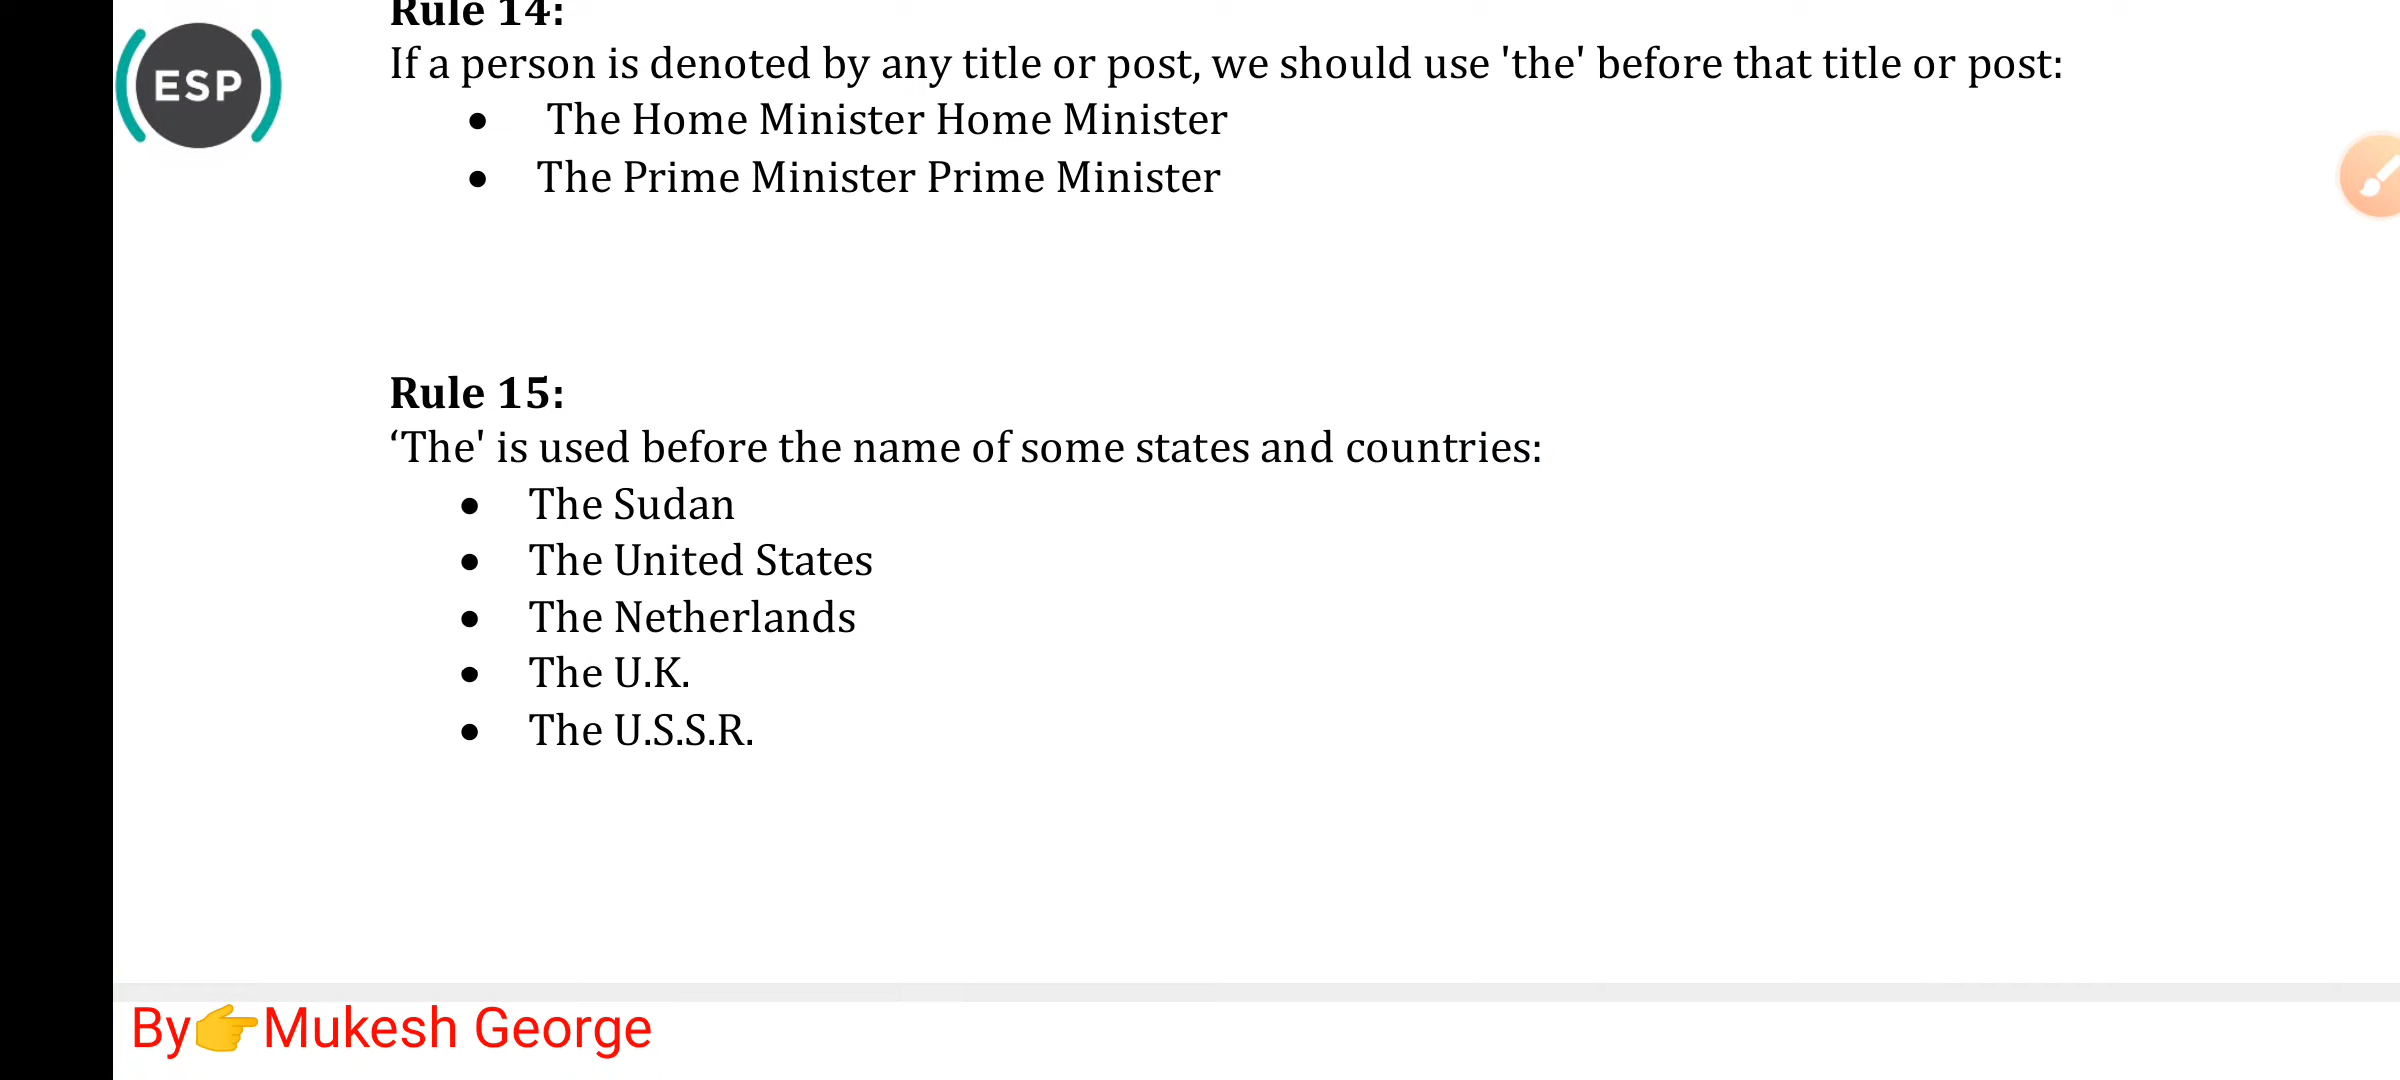 Rule 14:
ESP
If a person is denoted by any title or post, we should use 'the' before that title or post:
• The Home Minister Home Minister
• The Prime Minister Prime Minister
Rule 15:
‘The' is used before the name of some states and countries:
• The Sudan
• The United States
• The Netherlands
• The U.K.
• The U.S.S.R.
By👉Mukesh George